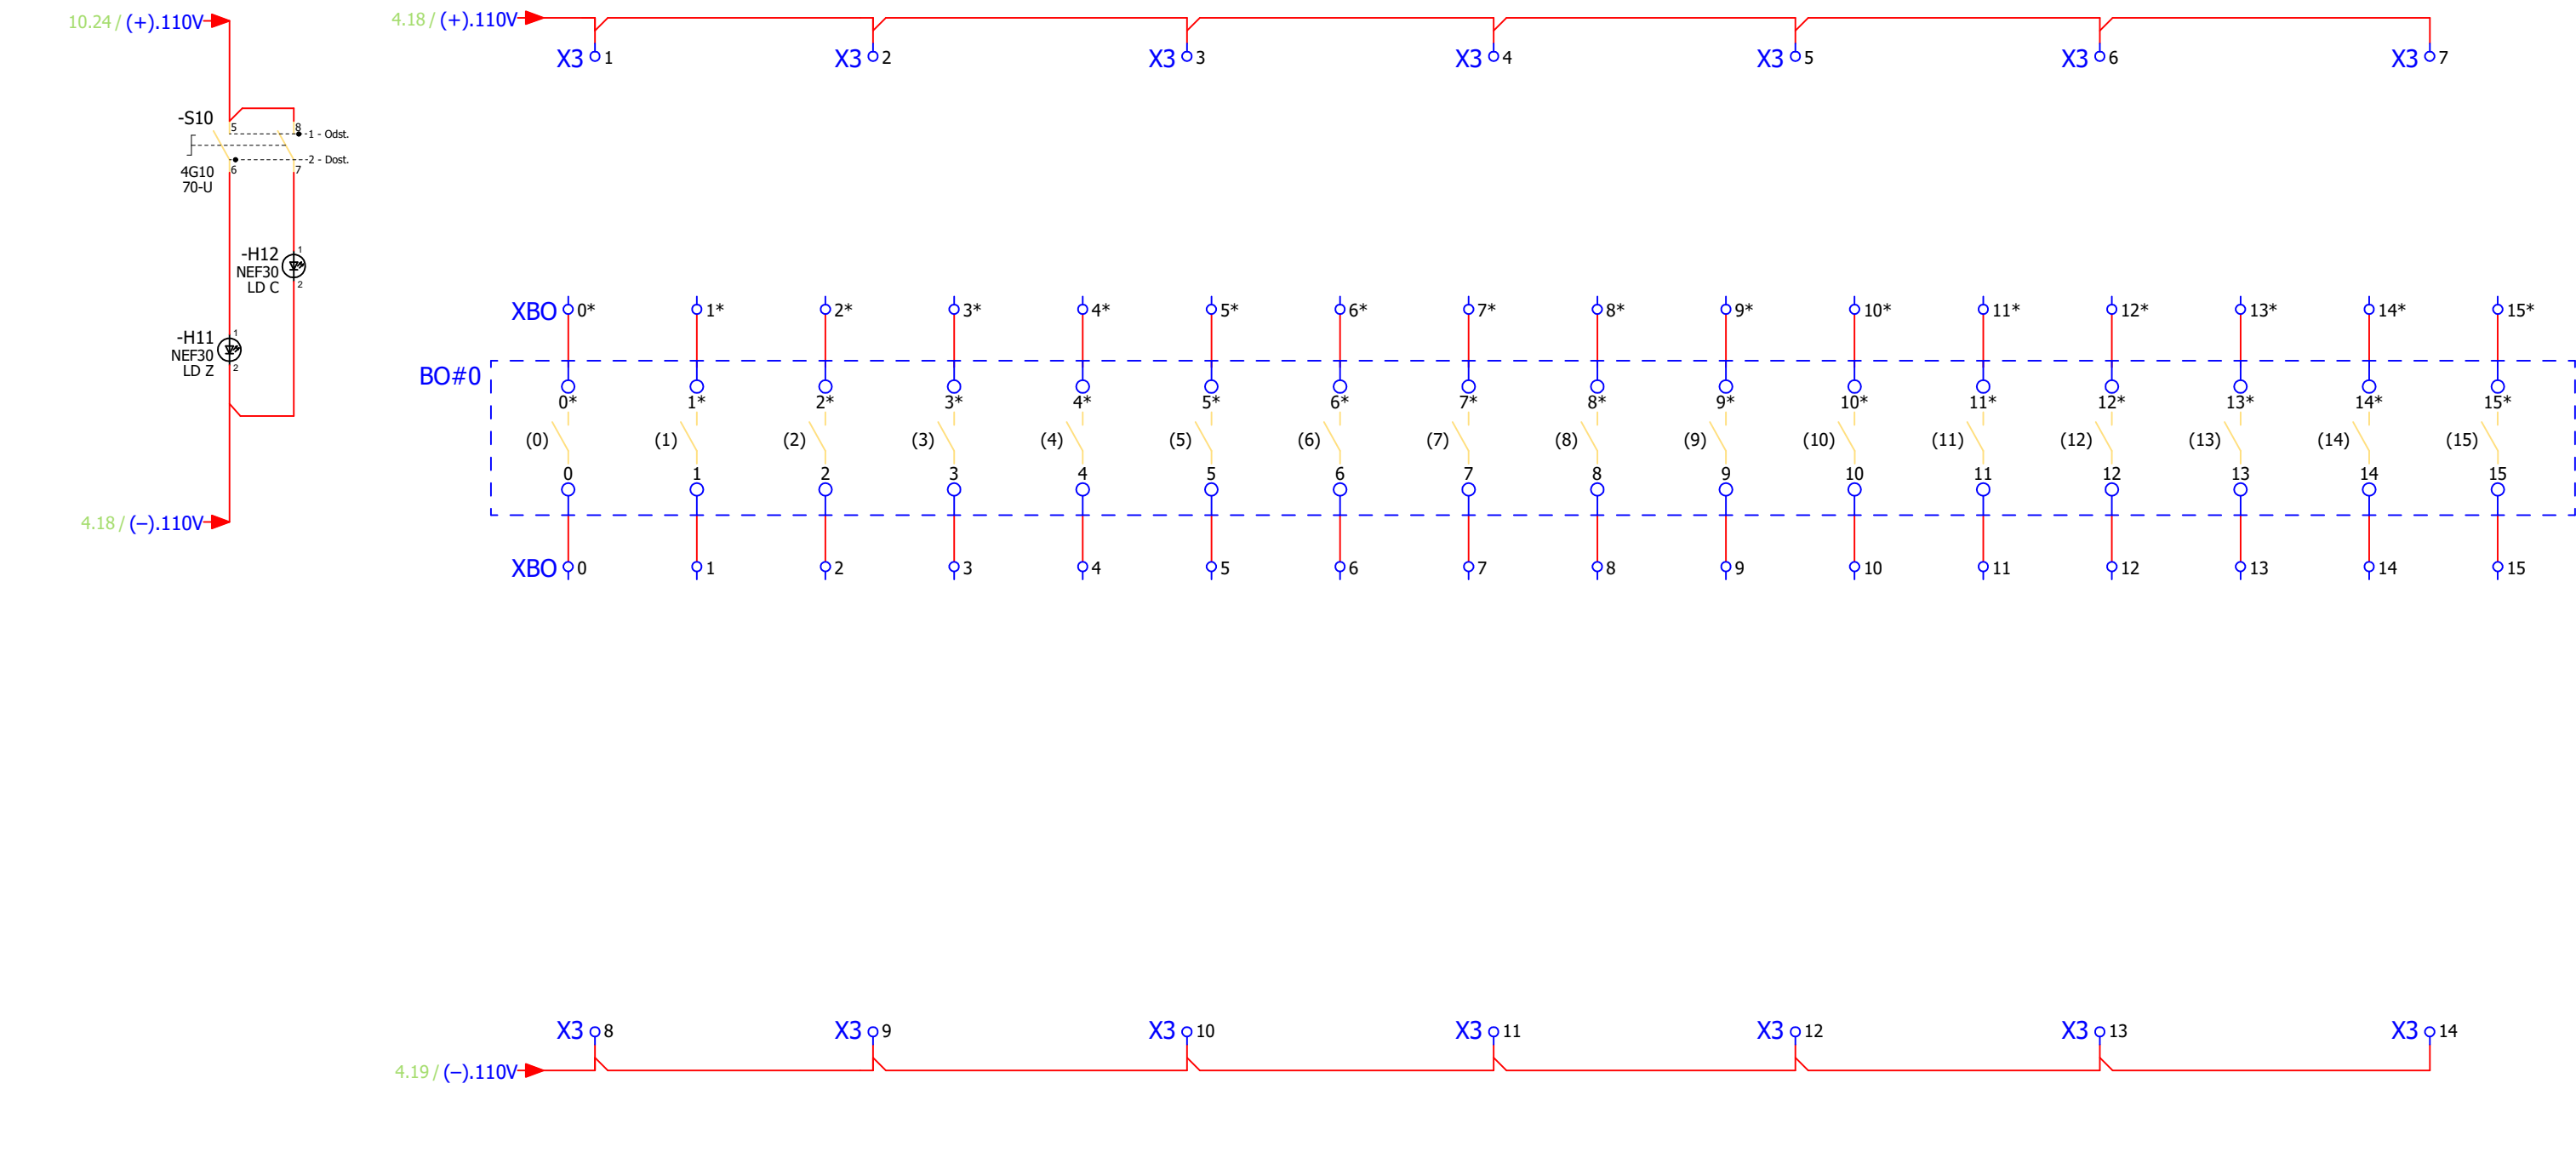 10.24 / (+).110V
4.18 / (+).110V
X3 1 X3 2 X3 3 X3 4 X3 5 X3 6 X3 7
-S10
5 8
1 - Odst.
2 - Dost.
4G10
70-U
6 7
-H12
NEF30
LD C
1
2
-H11
NEF30
LD Z
1
2
4.18 / (–).110V
XBO 0* 1* 2* 3* 4* 5* 6* 7* 8* 9* 10* 11* 12* 13* 14* 15*
BO#0
0* 1* 2* 3* 4* 5* 6* 7* 8* 9* 10* 11* 12* 13* 14* 15*
(0) (1) (2) (3) (4) (5) (6) (7) (8) (9) (10) (11) (12) (13) (14) (15)
0 1 2 3 4 5 6 7 8 9 10 11 12 13 14 15
XBO 0 1 2 3 4 5 6 7 8 9 10 11 12 13 14 15
X3 8 X3 9 X3 10 X3 11 X3 12 X3 13 X3 14
4.19 / (–).110V